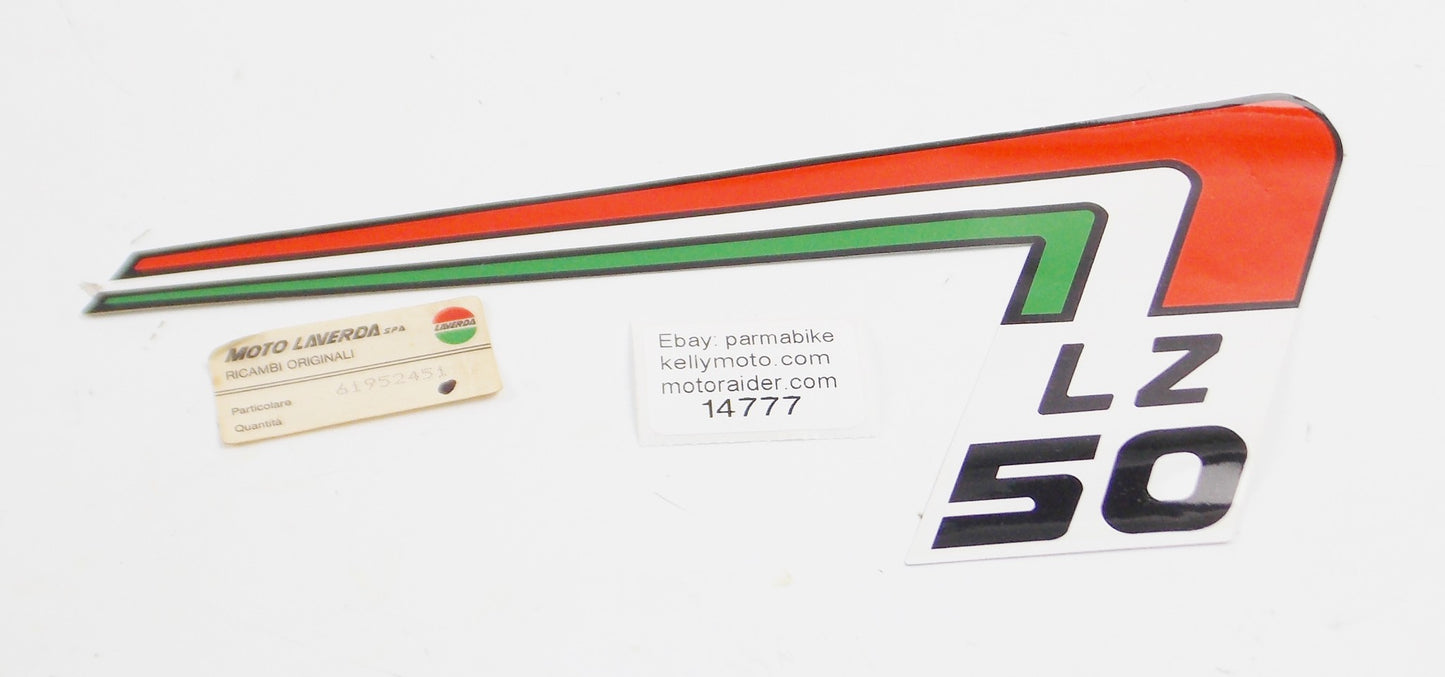 MOTO LAVERDA SPA
LAVERDA
RICAMBI ORIGINALI
61952451
Particolare
Quantità
Ebay: parmabike
kellymoto.com
motoraider.com
14777
LZ
50